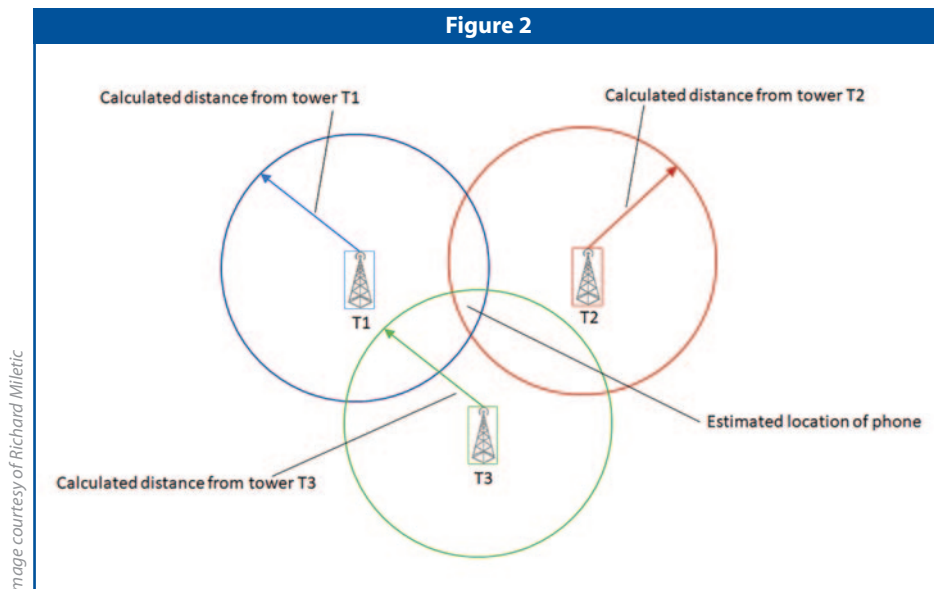 Figure 2
Calculated distance from tower T1
Calculated distance from tower T2
T1
T2
Estimated location of phone
T3
Calculated distance from tower T3
mage courtesy of Richard Miletic